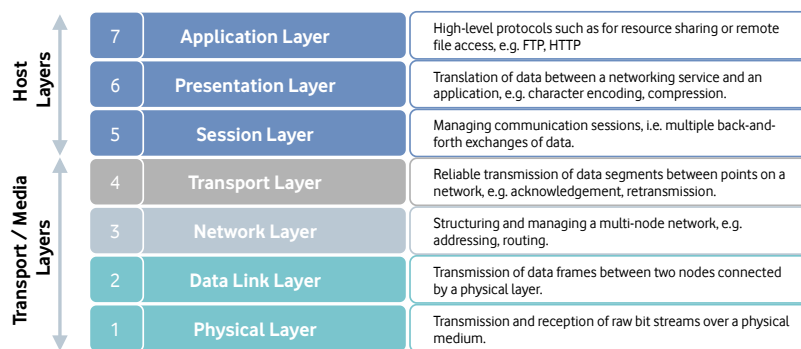 Host
Layers
7
Application Layer
High-level protocols such as for resource sharing or remote
file access, e.g. FTP, HTTP
6
Presentation Layer
Translation of data between a networking service and an
application, e.g. character encoding, compression.
5
Session Layer
Managing communication sessions, i.e. multiple back-and-
forth exchanges of data.
Transport / Media
Layers
4
Transport Layer
Reliable transmission of data segments between points on a
network, e.g. acknowledgement, retransmission.
3
Network Layer
Structuring and managing a multi-node network, e.g.
addressing, routing.
2
Data Link Layer
Transmission of data frames between two nodes connected
by a physical layer.
1
Physical Layer
Transmission and reception of raw bit streams over a physical
medium.